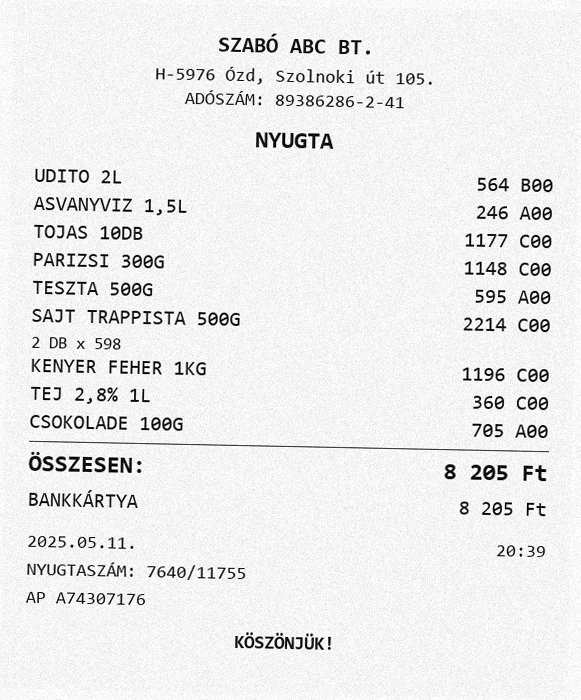 SZABÓ ABC BT.
H-5976 Ózd, Szolnoki út 105.
ADÓSZÁM: 89386286-2-41
NYUGTA
UDITO 2L 564 B00
ASVANYVIZ 1,5L 246 A00
TOJAS 10DB 1177 C00
PARIZSI 300G 1148 C00
TESZTA 500G 595 A00
SAJT TRAPPISTA 500G 2214 C00
2 DB x 598
KENYER FEHER 1KG 1196 C00
TEJ 2,8% 1L 360 C00
CSOKOLADE 100G 705 A00
ÖSSZESEN: 8 205 Ft
BANKKÁRTYA 8 205 Ft
2025.05.11. 20:39
NYUGTASZÁM: 7640/11755
AP A74307176
KÖSZÖNJÜK!